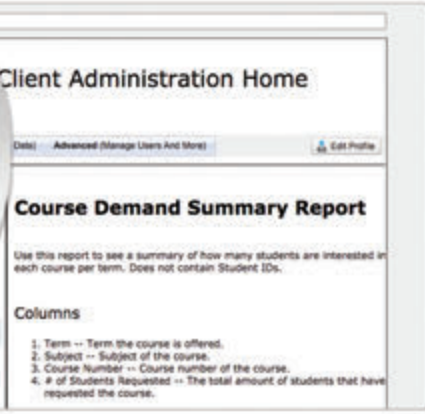 Client Administration Home
Data) Advanced (Manage Users And More) Edit Profile
Course Demand Summary Report
Use this report to see a summary of how many students are interested in
each course per term. Does not contain Student IDs.
Columns
1. Term -- Term the course is offered.
2. Subject -- Subject of the course.
3. Course Number -- Course number of the course.
4. # of Students Requested -- The total amount of students that have
requested the course.